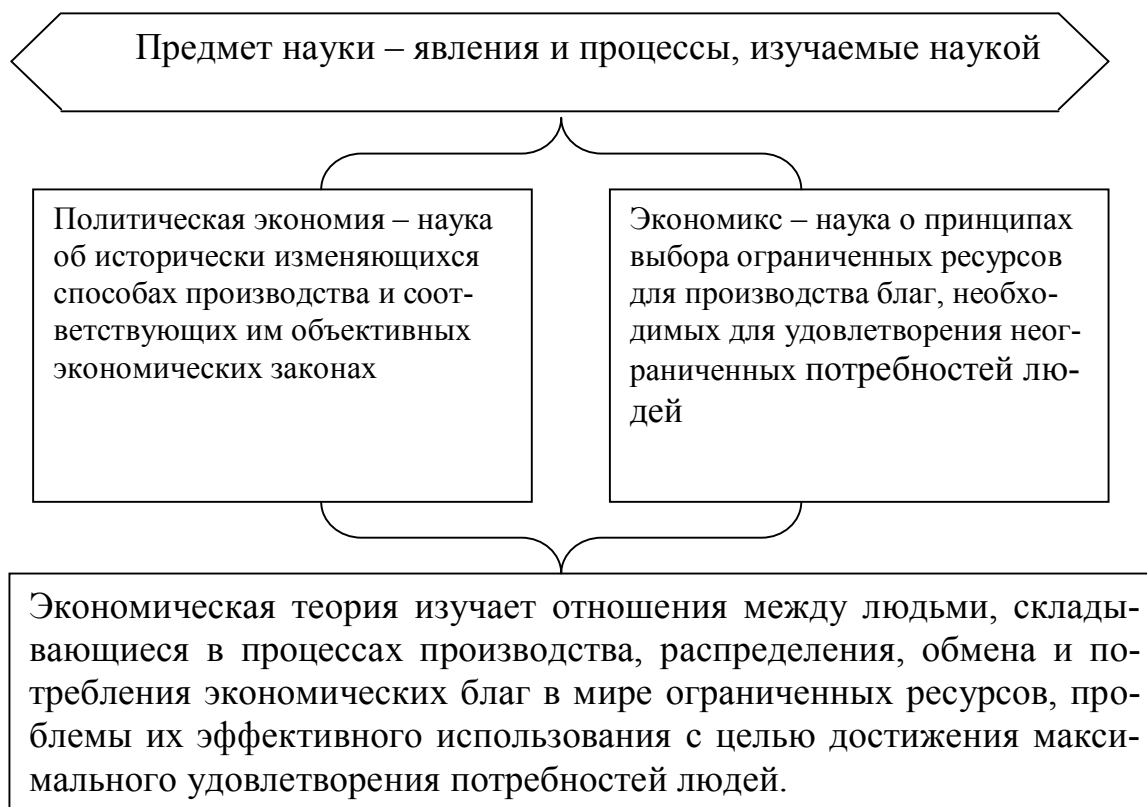 Предмет науки – явления и процессы, изучаемые наукой
Политическая экономия – наука
об исторически изменяющихся
способах производства и соот-
ветствующих им объективных
экономических законах
Экономикс – наука о принципах
выбора ограниченных ресурсов
для производства благ, необхо-
димых для удовлетворения неог-
раниченных потребностей лю-
дей
Экономическая теория изучает отношения между людьми, склады-
вающиеся в процессах производства, распределения, обмена и по-
требления экономических благ в мире ограниченных ресурсов, про-
блемы их эффективного использования с целью достижения макси-
мального удовлетворения потребностей людей.